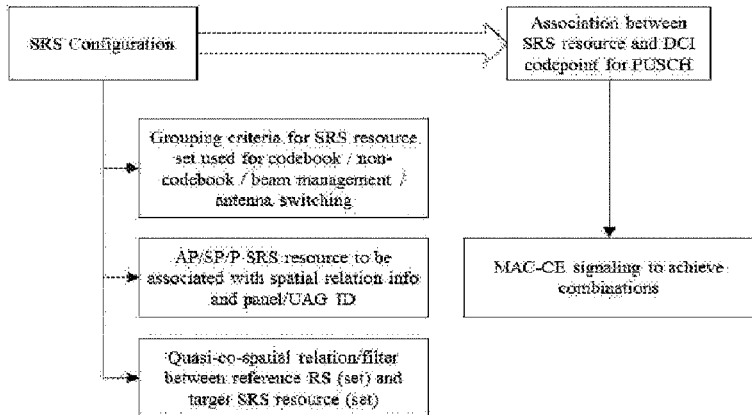 SRS Configuration
Association between
SRS resource and DCI
codepoint for PUSCH
Grouping criteria for SRS resource
set used for codebook / non-
codebook / beam management /
antenna switching
AP/SP/P-SRS resource to be
associated with spatial relation info
and panel/UAG ID
MAC-CE signaling to achieve
combinations
Quasi-co-spatial relation/filter
between reference RS (set) and
target SRS resource (set)